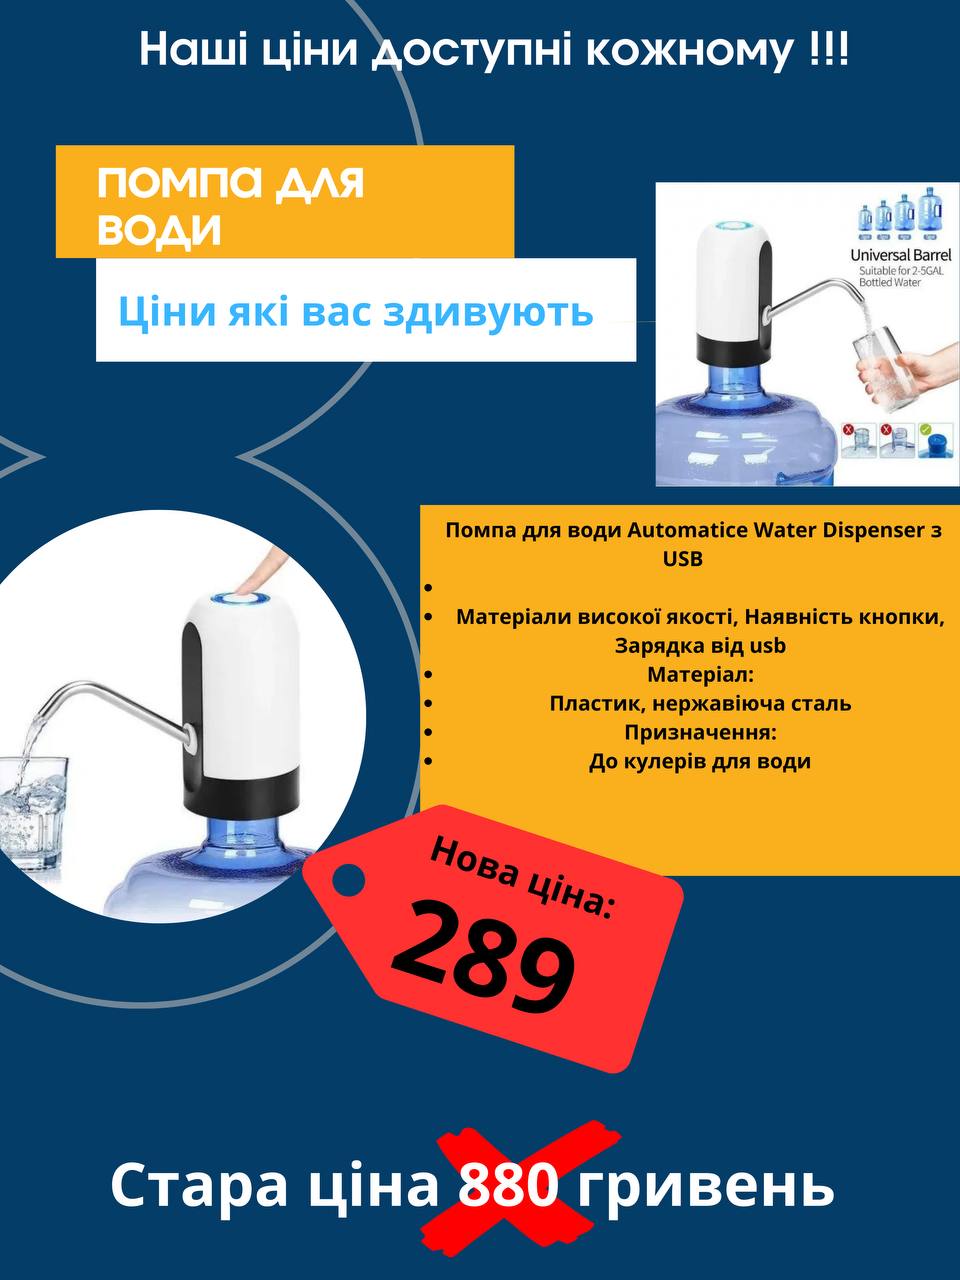 Наші ціни доступні кожному !!!
ПОМПА ДЛЯ
ВОДИ
Ціни які вас здивують
Universal Barrel
Suitable for 2-5GAL
Bottled Water
Помпа для води Automatice Water Dispenser з
USB
Матеріали високої якості, Наявність кнопки,
Зарядка від usb
Матеріал:
Пластик, нержавіюча сталь
Призначення:
До кулерів для води
Нова ціна:
289
Стара ціна 880 гривень